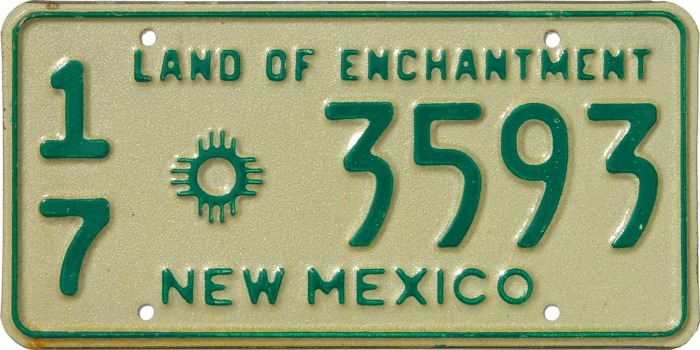 LAND OF ENCHANTMENT
1
7
3593
NEW MEXICO